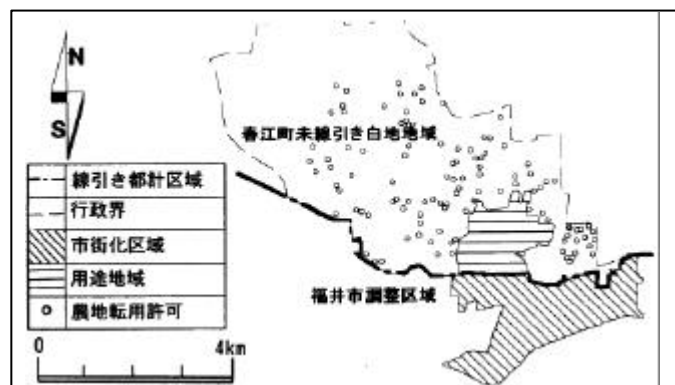 N
S
春江町未線引き白地地域
線引き都計区域
行政界
市街化区域
用途地域
農地転用許可
福井市調整区域
0
4km